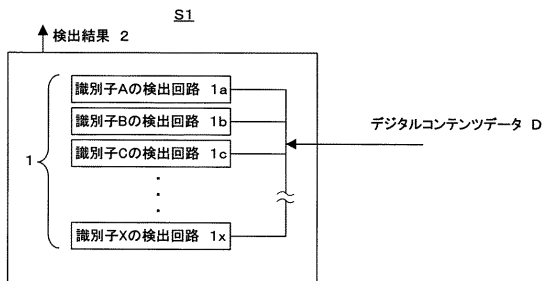 S1
検出結果 2
識別子Aの検出回路 1a
識別子Bの検出回路 1b
識別子Cの検出回路 1c
デジタルコンテンツデータ D
1
・
・
・
識別子Xの検出回路 1x